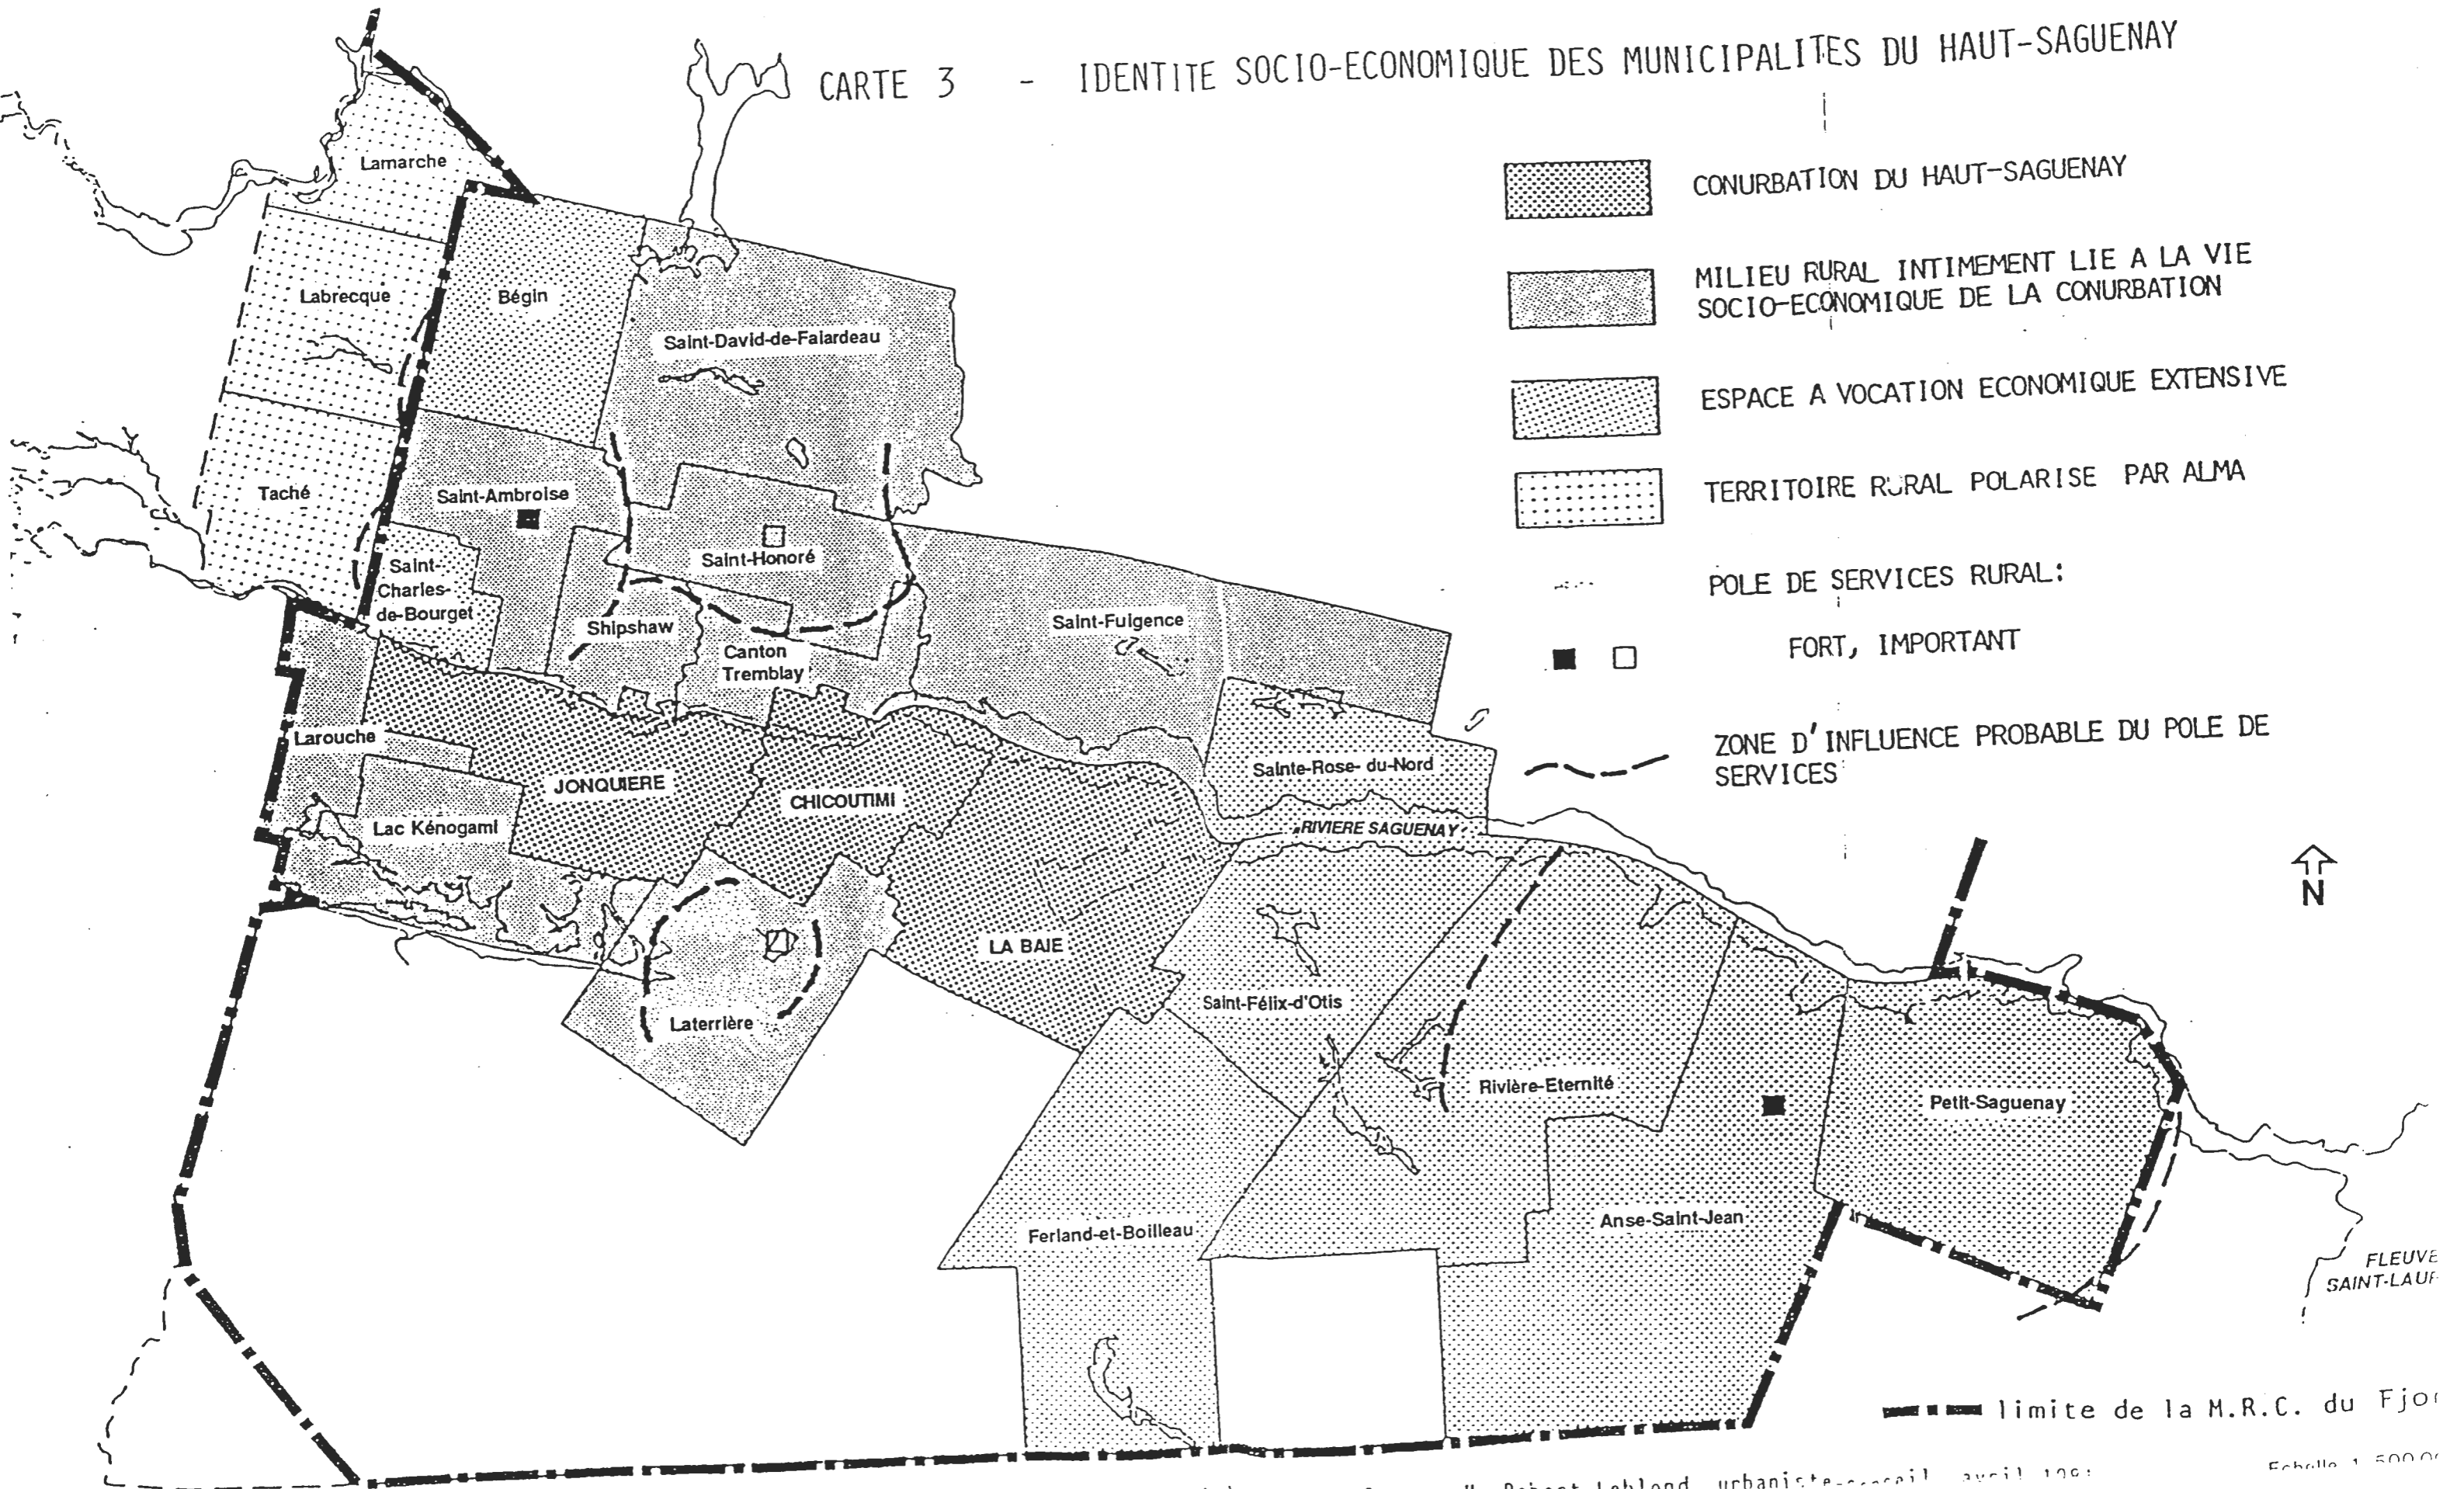 CARTE 3 - IDENTITE SOCIO-ECONOMIQUE DES MUNICIPALITES DU HAUT-SAGUENAY
CONURBATION DU HAUT-SAGUENAY
MILIEU RURAL INTIMEMENT LIE A LA VIE
SOCIO-ECONOMIQUE DE LA CONURBATION
ESPACE A VOCATION ECONOMIQUE EXTENSIVE
TERRITOIRE RURAL POLARISE PAR ALMA
POLE DE SERVICES RURAL:
FORT, IMPORTANT
ZONE D'INFLUENCE PROBABLE DU POLE DE
SERVICES
N
Lamarche
Labrecque
Bégin
Saint-David-de-Falardeau
Taché
Saint-Ambroise
Saint-Honoré
Saint-
Charles-
de-Bourget
Shipshaw
Canton
Tremblay
Saint-Fulgence
Larouche
JONQUIERE
CHICOUTIMI
Sainte-Rose-du-Nord
Lac Kénogami
RIVIERE SAGUENAY
LA BAIE
Laterrière
Saint-Félix-d'Otis
Rivière-Eternité
Petit-Saguenay
Ferland-et-Boilleau
Anse-Saint-Jean
FLEUVE
limite de la M.R.C. du
Robert Leblond, avril